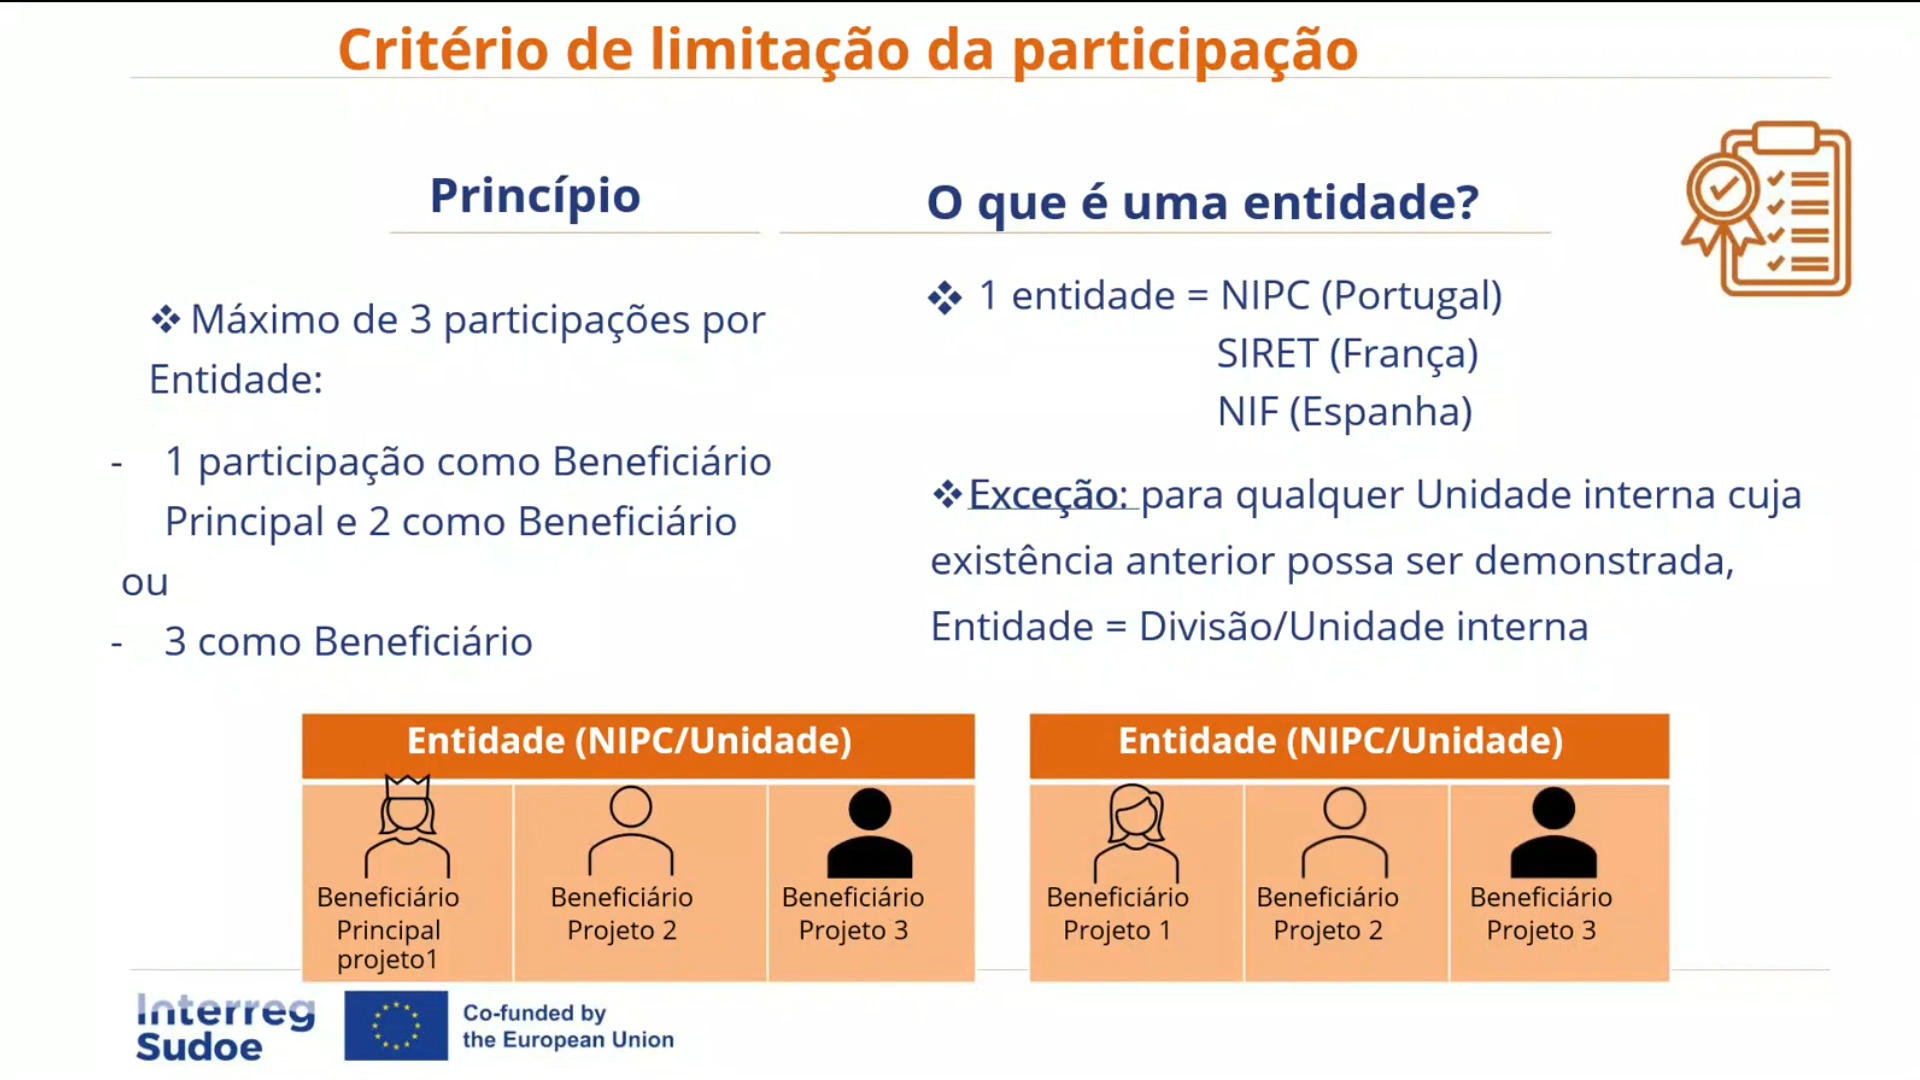 Critério de limitação da participação
Princípio
❖ Máximo de 3 participações por
Entidade:
- 1 participação como Beneficiário
Principal e 2 como Beneficiário
ou
- 3 como Beneficiário
O que é uma entidade?
❖ 1 entidade = NIPC (Portugal)
SIRET (França)
NIF (Espanha)
❖ Exceção: para qualquer Unidade interna cuja
existência anterior possa ser demonstrada,
Entidade = Divisão/Unidade interna
Entidade (NIPC/Unidade)
Beneficiário
Principal
projeto1
Beneficiário
Projeto 2
Beneficiário
Projeto 3
Entidade (NIPC/Unidade)
Beneficiário
Projeto 1
Beneficiário
Projeto 2
Beneficiário
Projeto 3
Interreg
Sudoe
Co-funded by
the European Union